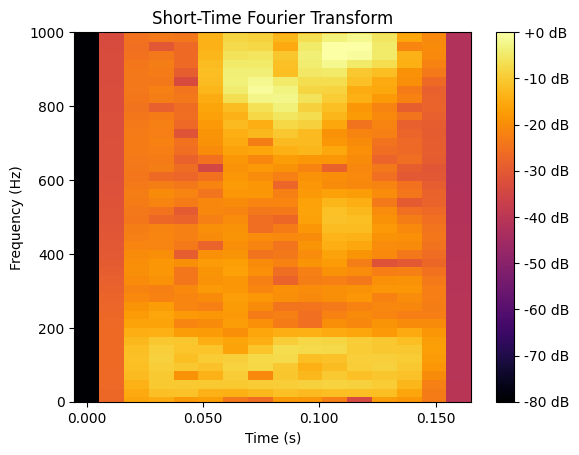 Short-Time Fourier Transform
Frequency (Hz)
1000
800
600
400
200
0
0.000
0.050
0.100
0.150
Time (s)
+0 dB
-10 dB
-20 dB
-30 dB
-40 dB
-50 dB
-60 dB
-70 dB
-80 dB